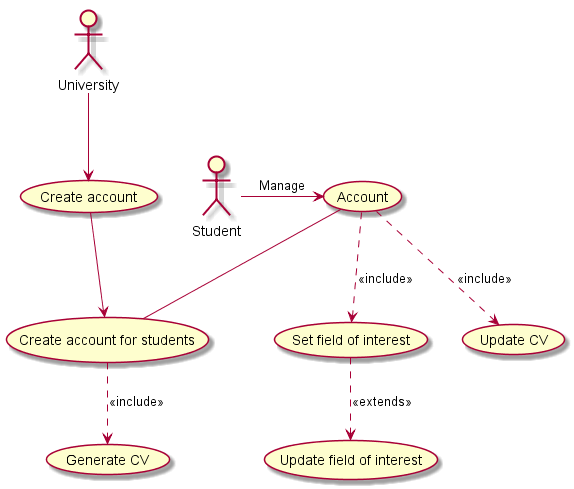 University
Create account
Manage
Account
Student
«include»
«include»
Create account for students
Set field of interest
Update CV
«include»
«extends»
Generate CV
Update field of interest